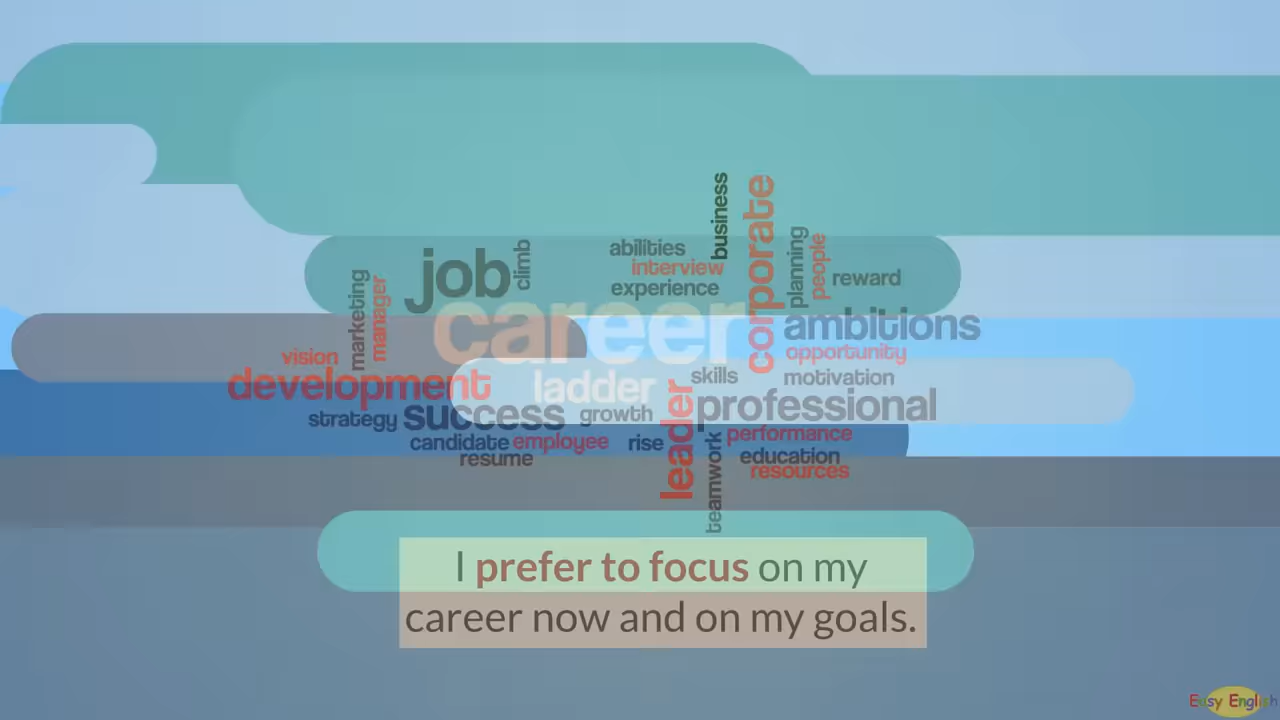 business
corporate
planning
people
job
climb
abilities
interview
experience
reward
marketing
manager
career
ambitions
vision
opportunity
development
ladder
skills
motivation
strategy
success
growth
leader
professional
candidate
employee
rise
teamwork
performance
resume
education
resources
I prefer to focus on my
career now and on my goals.
Easy English